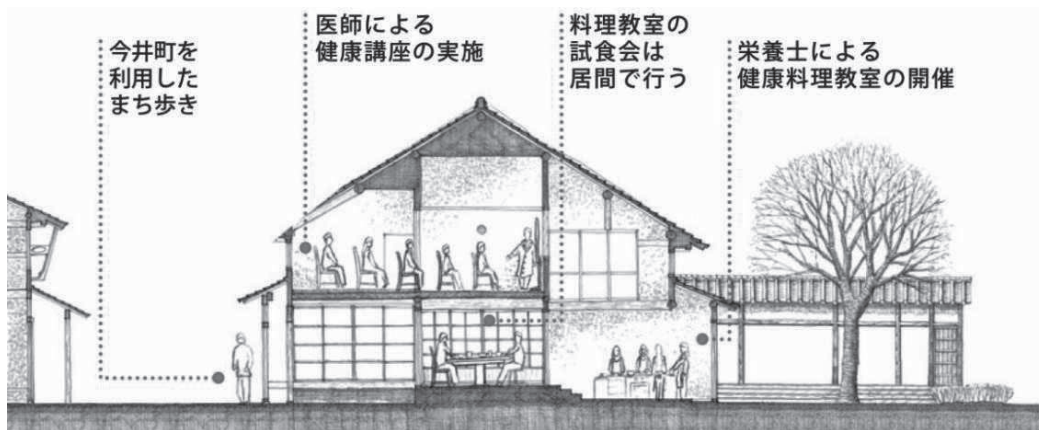 今井町を
利用した
まち歩き
医師による
健康講座の実施
料理教室の
試食会は
居間で行う
栄養士による
健康料理教室の開催